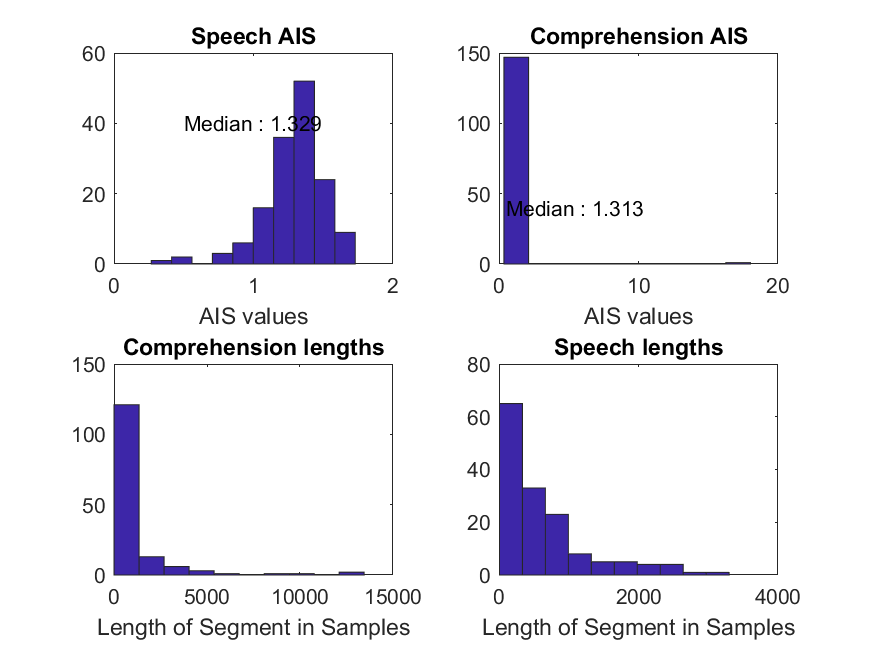 Speech AIS
60
40
20
0
Median : 1.329
0 1 2
AIS values
Comprehension AIS
150
100
50
0
Median : 1.313
0 10 20
AIS values
Comprehension lengths
150
100
50
0
0 5000 10000 15000
Length of Segment in Samples
Speech lengths
80
60
40
20
0
0 2000 4000
Length of Segment in Samples